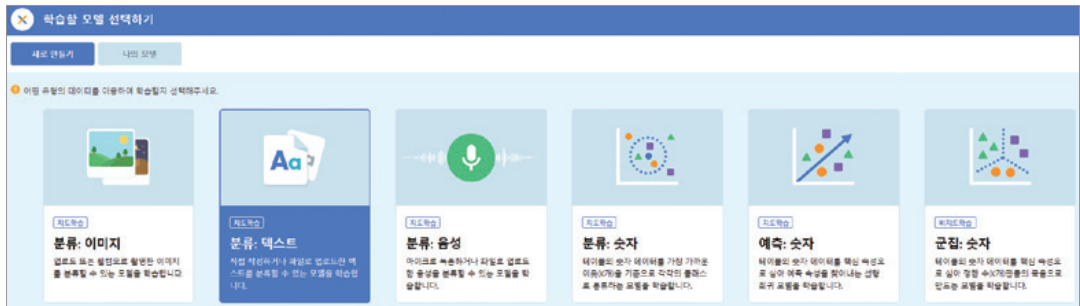 학습할 모델 선택하기
새로 만들기
나의 모델
어떤 유형의 데이터를 이용하여 학습할지 선택해주세요.
Aa
지도학습
분류: 이미지
업로드 또는 웹캠으로 촬영한 이미지
를 분류할 수 있는 모델을 학습합니다.
지도학습
분류: 텍스트
직접 작성하거나 파일로 업로드한 텍
스트를 분류할 수 있는 모델을 학습합
니다.
지도학습
분류: 음성
마이크로 녹음하거나 파일로 업로드
한 음성을 분류할 수 있는 모델을 학
습합니다.
지도학습
분류: 숫자
테이블의 숫자 데이터를 가장 가까운
이웃(K개)을 기준으로 각각의 클래스
로 분류하는 모델을 학습합니다.
지도학습
예측: 숫자
테이블의 숫자 데이터를 핵심 속성으
로 삼아 예측 속성을 찾아내는 선형
회귀 모델을 학습합니다.
비지도학습
군집: 숫자
테이블의 숫자 데이터를 핵심 속성으
로 삼아 정한 수(K개)만큼의 묶음으로
만드는 모델을 학습합니다.